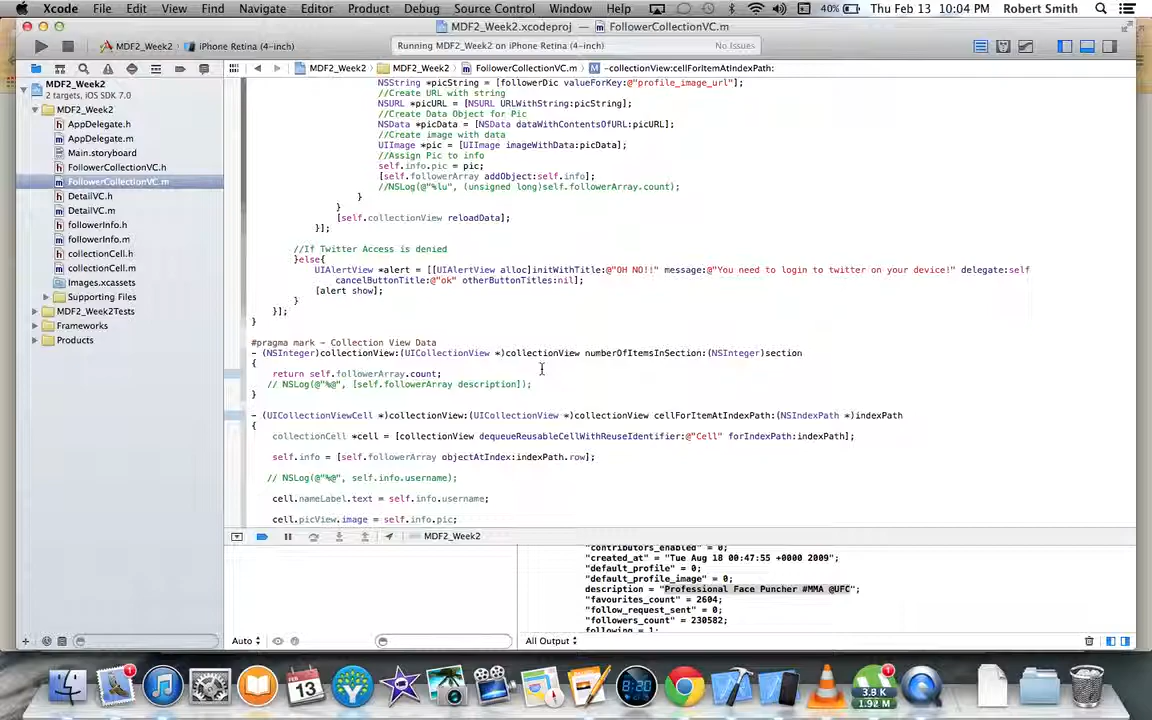 Xcode File Edit View Find Navigate Editor Product Debug Source Control Window Help 40% Thu Feb 13 10:04 PM Robert Smith
MDF2_Week2.xcodeproj — FollowerCollectionVC.m
MDF2_Week2 iPhone Retina (4-inch) Running MDF2_Week2 on iPhone Retina (4-inch) No Issues
MDF2_Week2 MDF2_Week2 FollowerCollectionVC.m -collectionView:cellForItemAtIndexPath:
MDF2_Week2
2 targets, iOS SDK 7.0
MDF2_Week2
AppDelegate.h
AppDelegate.m
Main.storyboard
FollowerCollectionVC.h
FollowerCollectionVC.m
DetailVC.h
DetailVC.m
followerInfo.h
followerInfo.m
collectionCell.h
collectionCell.m
Images.xcassets
Supporting Files
MDF2_Week2Tests
Frameworks
Products
NSString *picString = [followerDic valueForKey:@"profile_image_url"];
//Create URL with string
NSURL *picURL = [NSURL URLWithString:picString];
//Create Data Object for Pic
NSData *picData = [NSData dataWithContentsOfURL:picURL];
//Create image with data
UIImage *pic = [UIImage imageWithData:picData];
//Assign Pic to info
self.info.pic = pic;
[self.followerArray addObject:self.info];
//NSLog(@"%lu", (unsigned long)self.followerArray.count);
}
}
[self.collectionView reloadData];
}];
//If Twitter Access is denied
}else{
UIAlertView *alert = [[UIAlertView alloc]initWithTitle:@"OH NO!!" message:@"You need to login to twitter on your device!" delegate:self
cancelButtonTitle:@"ok" otherButtonTitles:nil];
[alert show];
}
}];
}
#pragma mark - Collection View Data
- (NSInteger)collectionView:(UICollectionView *)collectionView numberOfItemsInSection:(NSInteger)section
{
return self.followerArray.count;
// NSLog(@"%@", [self.followerArray description]);
}
- (UICollectionViewCell *)collectionView:(UICollectionView *)collectionView cellForItemAtIndexPath:(NSIndexPath *)indexPath
{
collectionCell *cell = [collectionView dequeueReusableCellWithReuseIdentifier:@"Cell" forIndexPath:indexPath];
self.info = [self.followerArray objectAtIndex:indexPath.row];
// NSLog(@"%@", self.info.username);
cell.nameLabel.text = self.info.username;
cell.picView.image = self.info.pic;
MDF2_Week2
"contributors_enabled" = 0;
"created_at" = "Tue Aug 18 00:47:55 +0000 2009";
"default_profile" = 0;
"default_profile_image" = 0;
description = "Professional Face Puncher #MMA @UFC";
"favourites_count" = 2604;
"follow_request_sent" = 0;
"followers_count" = 230582;
following = 1;
Auto All Output
13
8:20
3.8 K
1.92 M